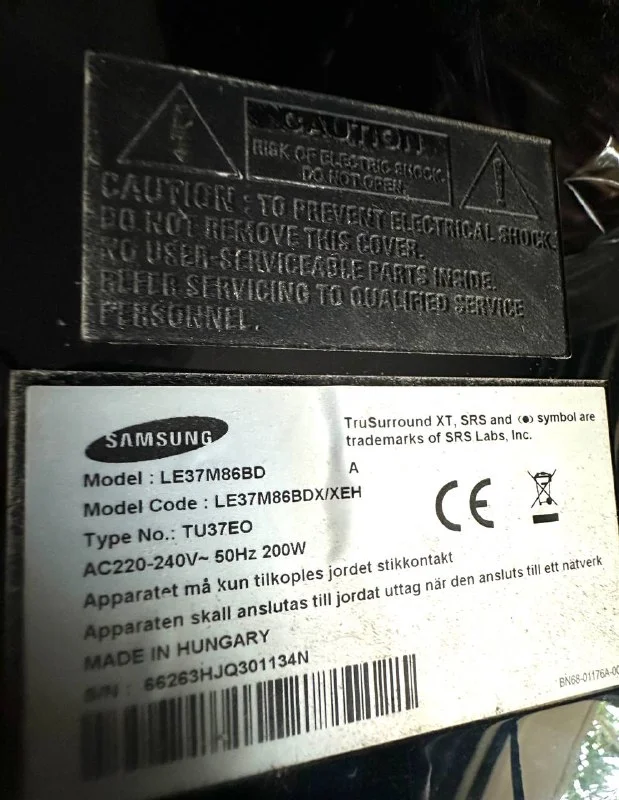 CAUTION
RISK OF ELECTRIC SHOCK
DO NOT OPEN.
CAUTION : TO PREVENT ELECTRICAL SHOCK,
DO NOT REMOVE THIS COVER.
NO USER-SERVICEABLE PARTS INSIDE.
REFER SERVICING TO QUALIFIED SERVICE
PERSONNEL.
SAMSUNG
TruSurround XT, SRS and (●) symbol are
trademarks of SRS Labs, Inc.
Model : LE37M86BD A
Model Code : LE37M86BDX/XEH
Type No.: TU37EO
AC220-240V~ 50Hz 200W
CE
Apparatet må kun tilkoples jordet stikkontakt
Apparaten skall anslutas till jordat uttag när den ansluts till ett nätverk
MADE IN HUNGARY
S/N : 66263HJQ301134N
BN68-01176A-00